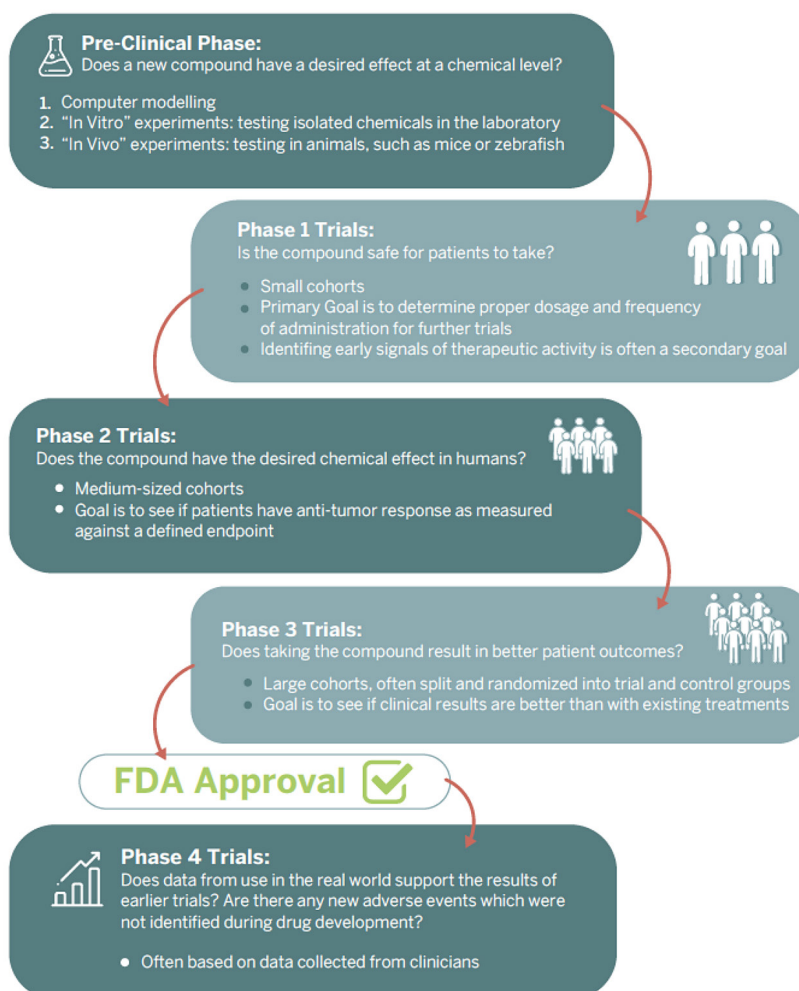 Pre-Clinical Phase:
Does a new compound have a desired effect at a chemical level?
1. Computer modelling
2. “In Vitro” experiments: testing isolated chemicals in the laboratory
3. “In Vivo” experiments: testing in animals, such as mice or zebrafish
Phase 1 Trials:
Is the compound safe for patients to take?
• Small cohorts
• Primary Goal is to determine proper dosage and frequency
of administration for further trials
• Identifing early signals of therapeutic activity is often a secondary goal
Phase 2 Trials:
Does the compound have the desired chemical effect in humans?
• Medium-sized cohorts
• Goal is to see if patients have anti-tumor response as measured
against a defined endpoint
Phase 3 Trials:
Does taking the compound result in better patient outcomes?
• Large cohorts, often split and randomized into trial and control groups
• Goal is to see if clinical results are better than with existing treatments
FDA Approval
Phase 4 Trials:
Does data from use in the real world support the results of
earlier trials? Are there any new adverse events which were
not identified during drug development?
• Often based on data collected from clinicians